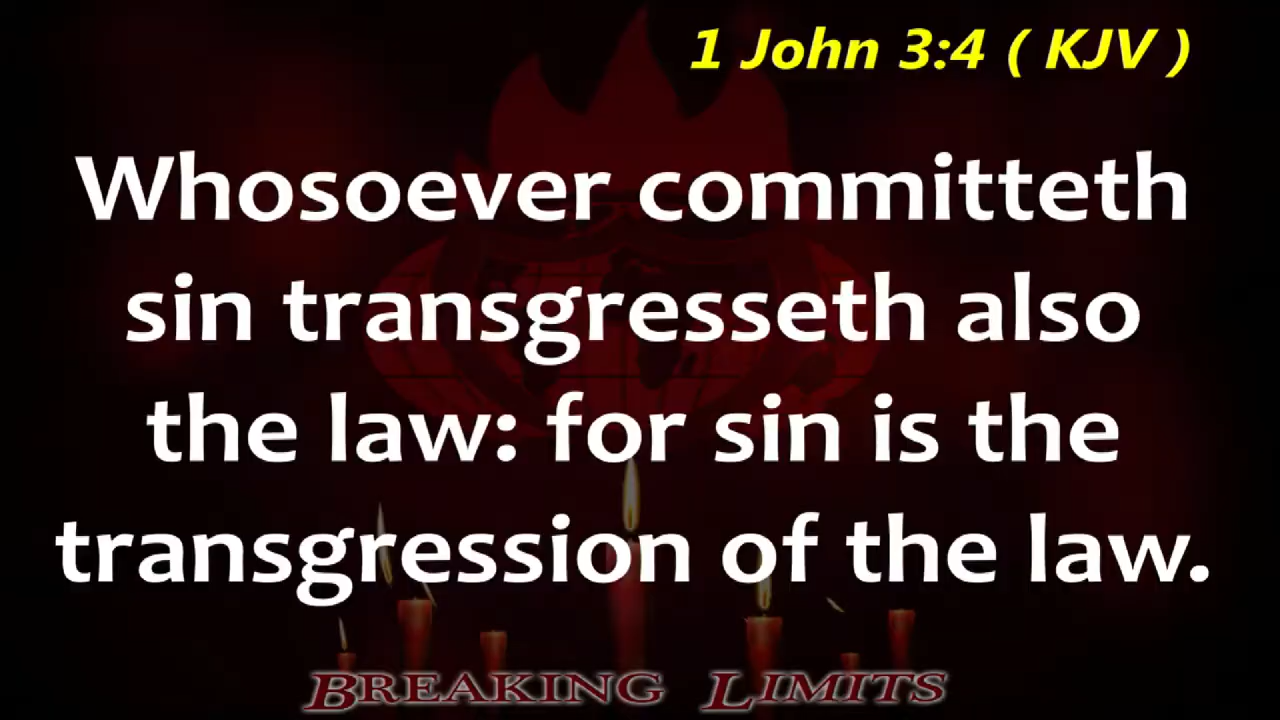 1 John 3:4 ( KJV )
Whosoever committeth
sin transgresseth also
the law: for sin is the
transgression of the law.
BREAKING LIMITS